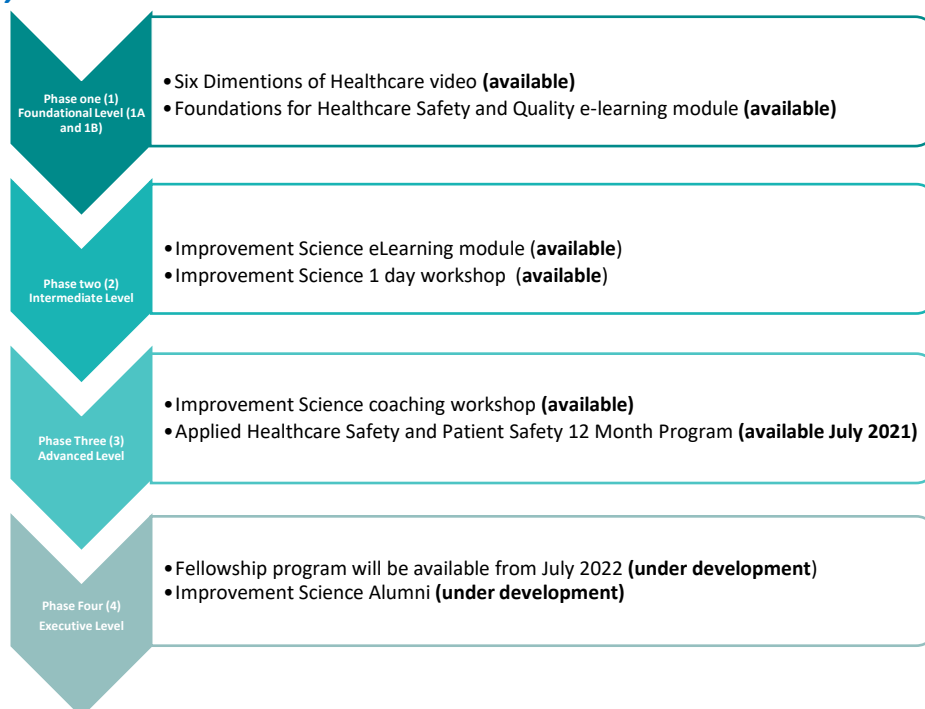 Phase one (1)
Foundational Level (1A
and 1B)
•Six Dimentions of Healthcare video (available)
•Foundations for Healthcare Safety and Quality e-learning module (available)
Phase two (2)
Intermediate Level
•Improvement Science eLearning module (available)
•Improvement Science 1 day workshop (available)
Phase Three (3)
Advanced Level
•Improvement Science coaching workshop (available)
•Applied Healthcare Safety and Patient Safety 12 Month Program (available July 2021)
Phase Four (4)
Executive Level
•Fellowship program will be available from July 2022 (under development)
•Improvement Science Alumni (under development)